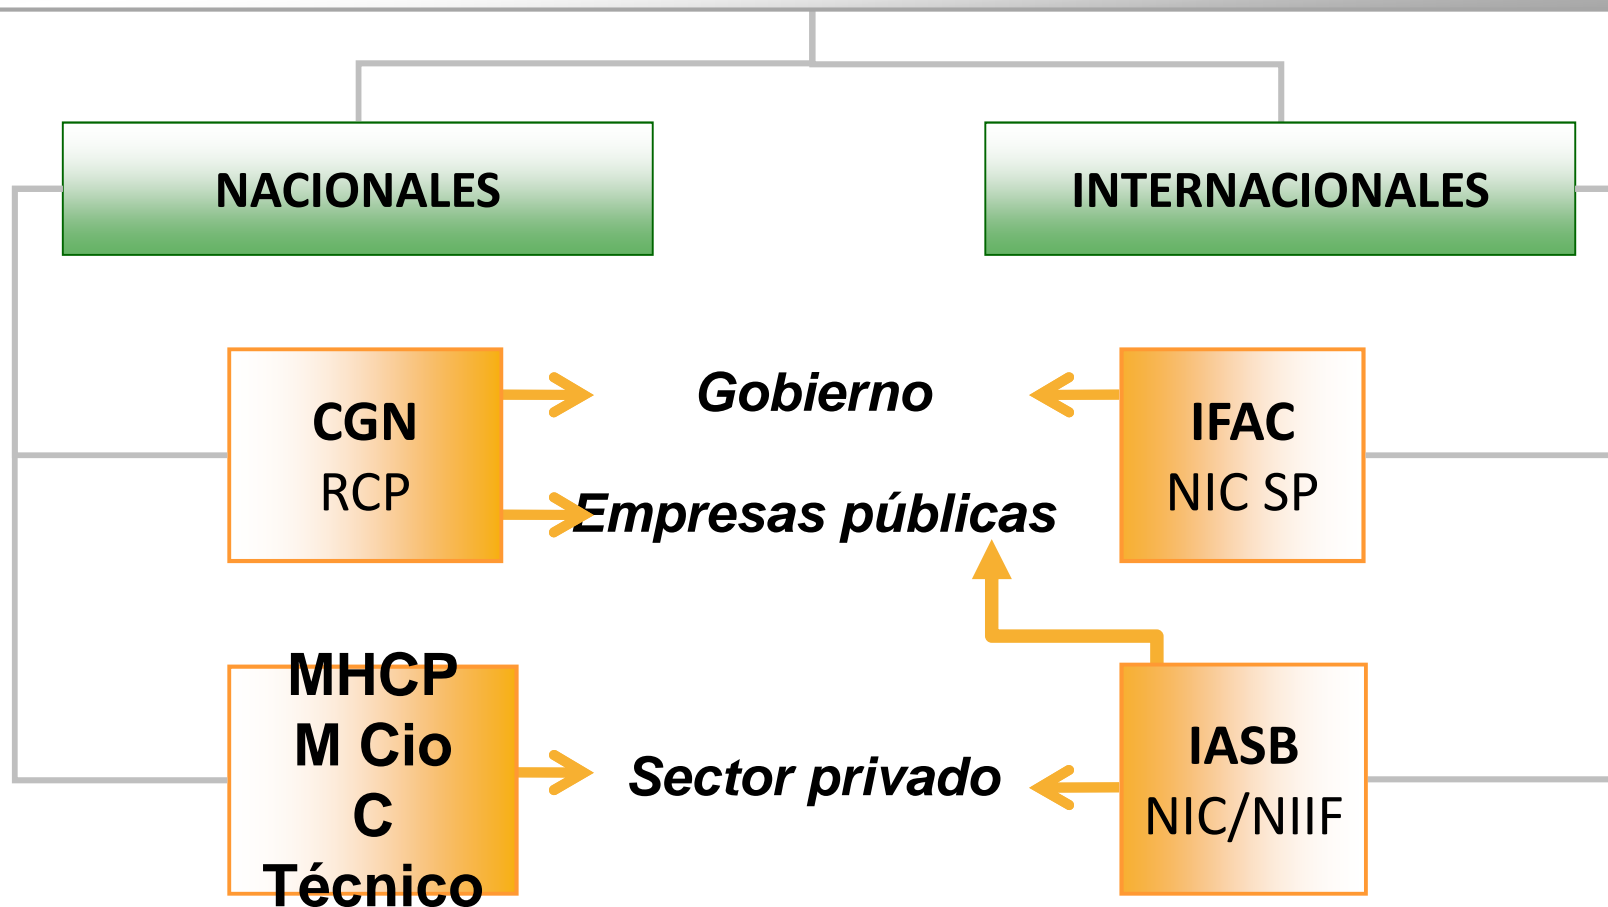 NACIONALES
INTERNACIONALES
CGN
RCP
Gobierno
Empresas públicas
IFAC
NIC SP
MHCP
M Cio
C
Técnico
Sector privado
IASB
NIC/NIIF